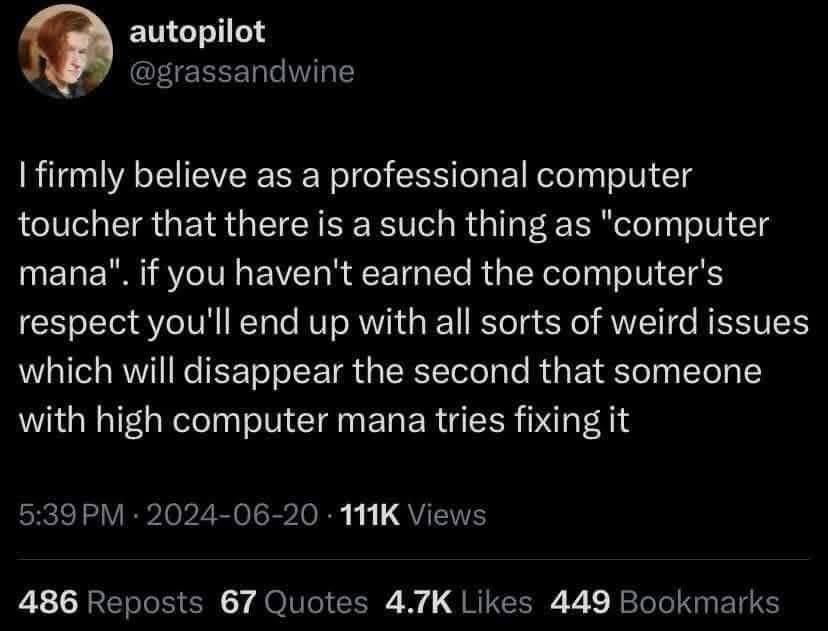 autopilot
@grassandwine
I firmly believe as a professional computer
toucher that there is a such thing as "computer
mana". if you haven't earned the computer's
respect you'll end up with all sorts of weird issues
which will disappear the second that someone
with high computer mana tries fixing it
5:39 PM · 2024-06-20 · 111K Views
486 Reposts 67 Quotes 4.7K Likes 449 Bookmarks